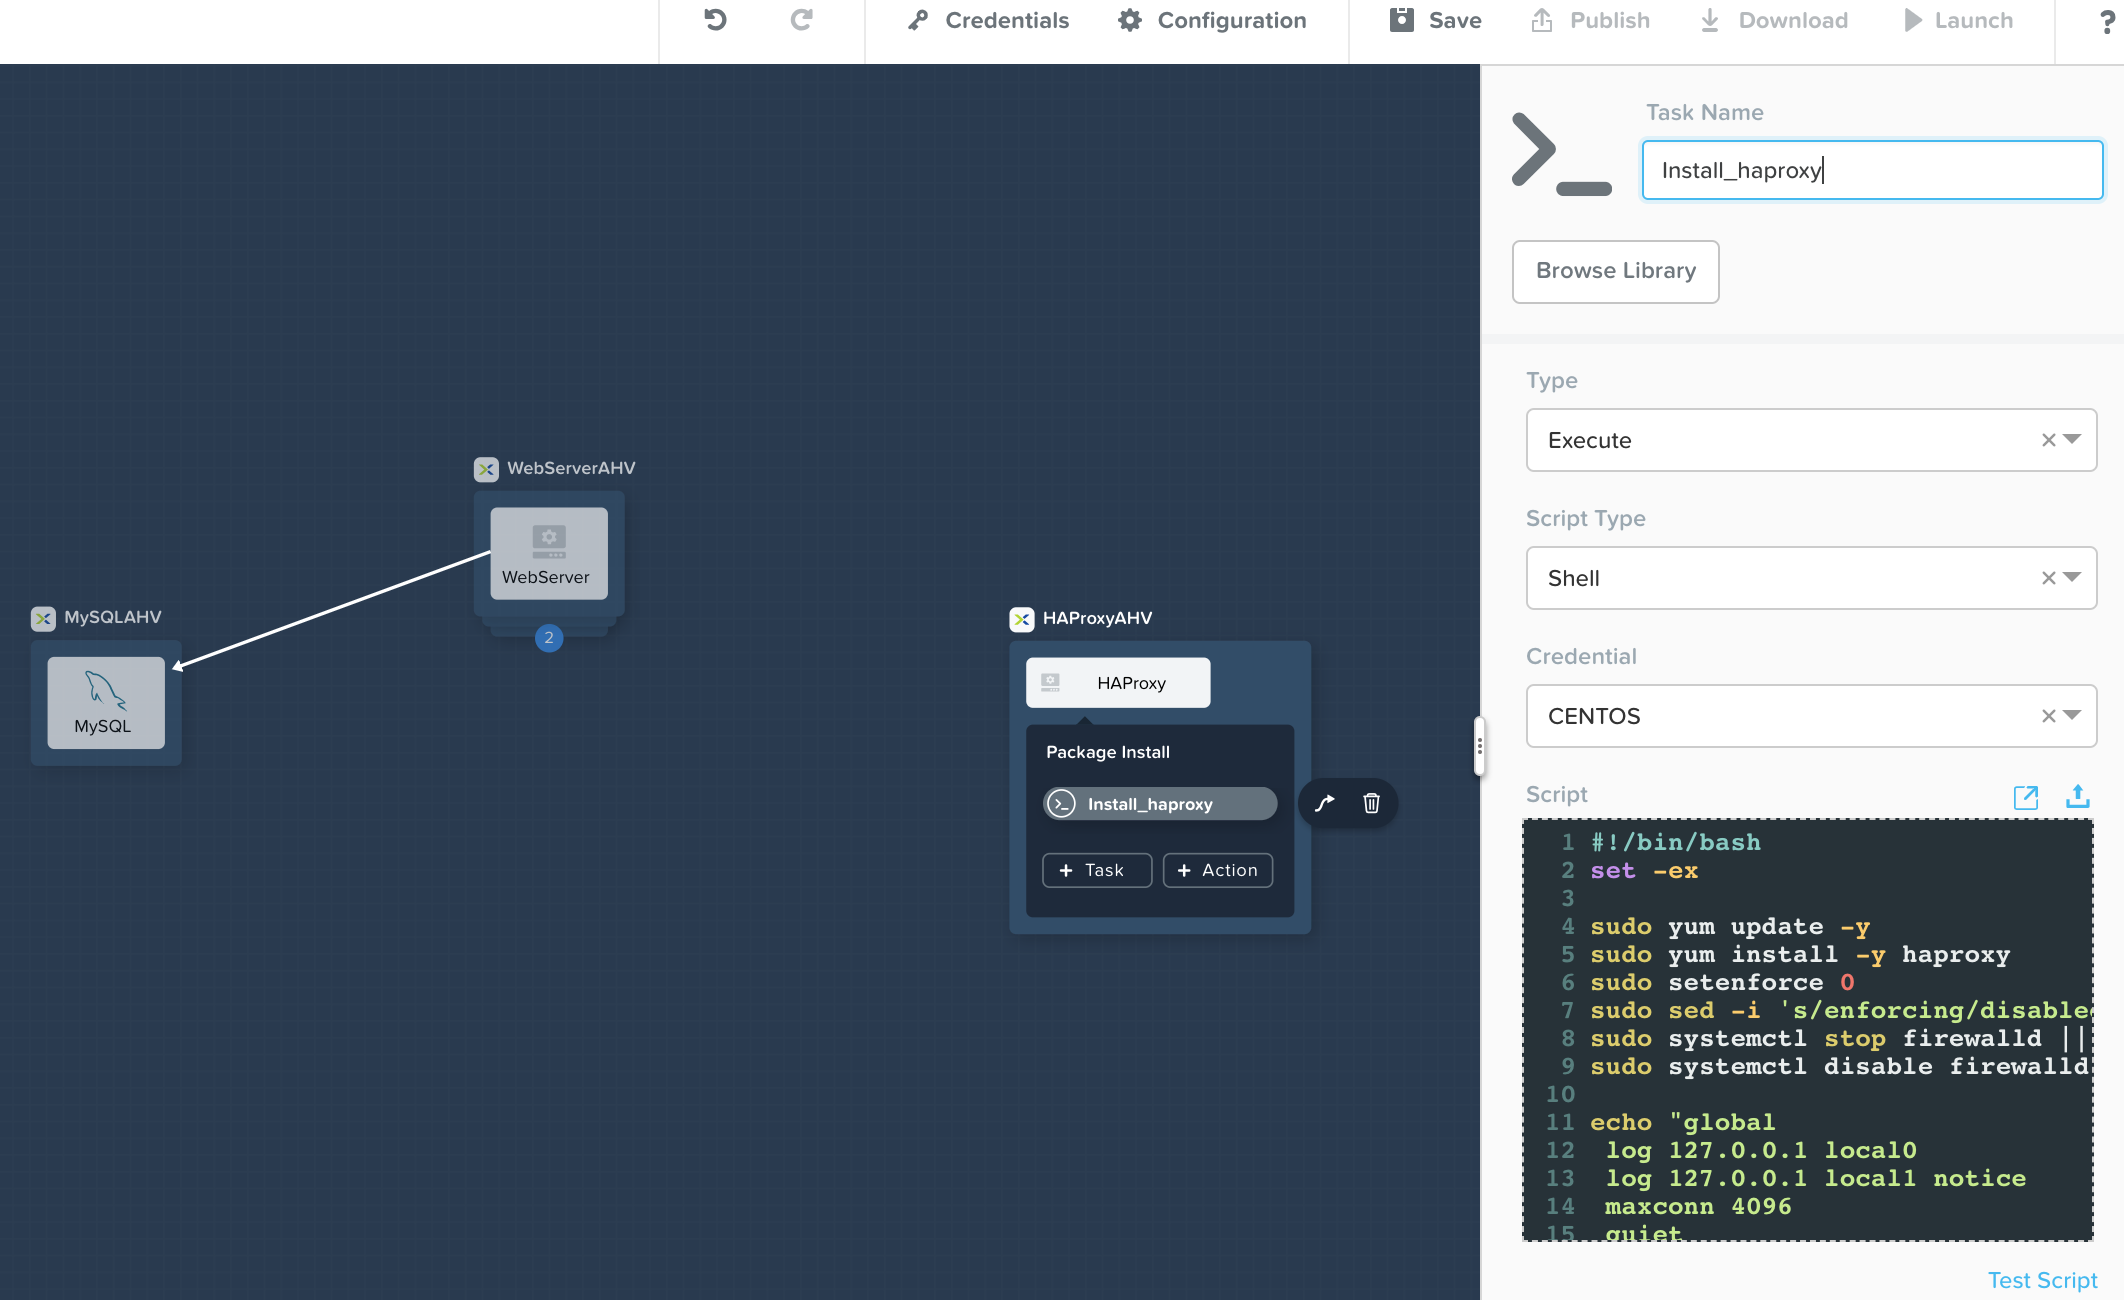 Credentials
Configuration
Save
Publish
Download
Launch
?
WebServerAHV
WebServer
2
MySQLAHV
MySQL
HAProxyAHV
HAProxy
Package Install
Install_haproxy
+ Task
+ Action
Task Name
Install_haproxy
Browse Library
Type
Execute
Script Type
Shell
Credential
CENTOS
Script
1 #!/bin/bash
2 set -ex
3
4 sudo yum update -y
5 sudo yum install -y haproxy
6 sudo setenforce 0
7 sudo sed -i 's/enforcing/disabled
8 sudo systemctl stop firewalld ||
9 sudo systemctl disable firewalld
10
11 echo "global
12 log 127.0.0.1 local0
13 log 127.0.0.1 local1 notice
14 maxconn 4096
15 quiet
Test Script